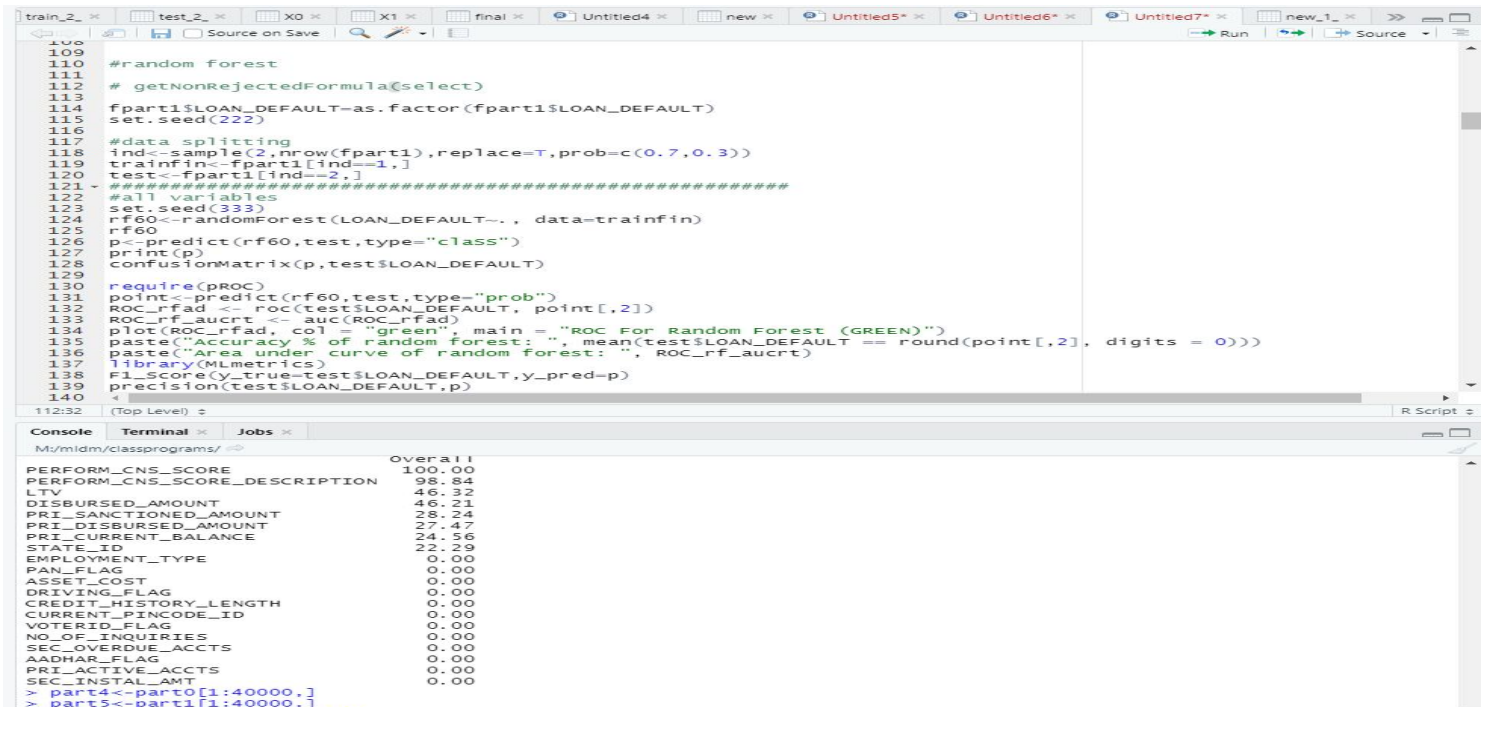 train_2_ × test_2_ × X0 × X1 × final × Untitled4 × new × Untitled5* × Untitled6* × Untitled7* × new_1_ ×
Source on Save Run Source
108
109
110 #random forest
111
112 # getNonRejectedFormula(select)
113
114 fpart1$LOAN_DEFAULT=as.factor(fpart1$LOAN_DEFAULT)
115 set.seed(222)
116
117 #data splitting
118 ind<-sample(2,nrow(fpart1),replace=T,prob=c(0.7,0.3))
119 trainfin<-fpart1[ind==1,]
120 test<-fpart1[ind==2,]
121 ##########################################################
122 #all variables
123 set.seed(333)
124 rf60<-randomForest(LOAN_DEFAULT~., data=trainfin)
125 rf60
126 p<-predict(rf60,test,type="class")
127 print(p)
128 confusionMatrix(p,test$LOAN_DEFAULT)
129
130 require(pROC)
131 point<-predict(rf60,test,type="prob")
132 ROC_rfad <- roc(test$LOAN_DEFAULT, point[,2])
133 ROC_rf_aucrt <- auc(ROC_rfad)
134 plot(ROC_rfad, col = "green", main = "ROC For Random Forest (GREEN)")
135 paste("Accuracy % of random forest: ", mean(test$LOAN_DEFAULT == round(point[,2], digits = 0)))
136 paste("Area under curve of random forest: ", ROC_rf_aucrt)
137 library(MLmetrics)
138 F1_Score(y_true=test$LOAN_DEFAULT,y_pred=p)
139 precision(test$LOAN_DEFAULT,p)
140
112:32 (Top Level) R Script
Console Terminal × Jobs ×
M:/mldm/classprograms/
Overall
PERFORM_CNS_SCORE 100.00
PERFORM_CNS_SCORE_DESCRIPTION 98.84
LTV 46.32
DISBURSED_AMOUNT 46.21
PRI_SANCTIONED_AMOUNT 28.24
PRI_DISBURSED_AMOUNT 27.47
PRI_CURRENT_BALANCE 24.56
STATE_ID 22.29
EMPLOYMENT_TYPE 0.00
PAN_FLAG 0.00
ASSET_COST 0.00
DRIVING_FLAG 0.00
CREDIT_HISTORY_LENGTH 0.00
CURRENT_PINCODE_ID 0.00
VOTERID_FLAG 0.00
NO_OF_INQUIRIES 0.00
SEC_OVERDUE_ACCTS 0.00
AADHAR_FLAG 0.00
PRI_ACTIVE_ACCTS 0.00
SEC_INSTAL_AMT 0.00
> part4<-part0[1:40000,]
> part5<-part1[1:40000,]